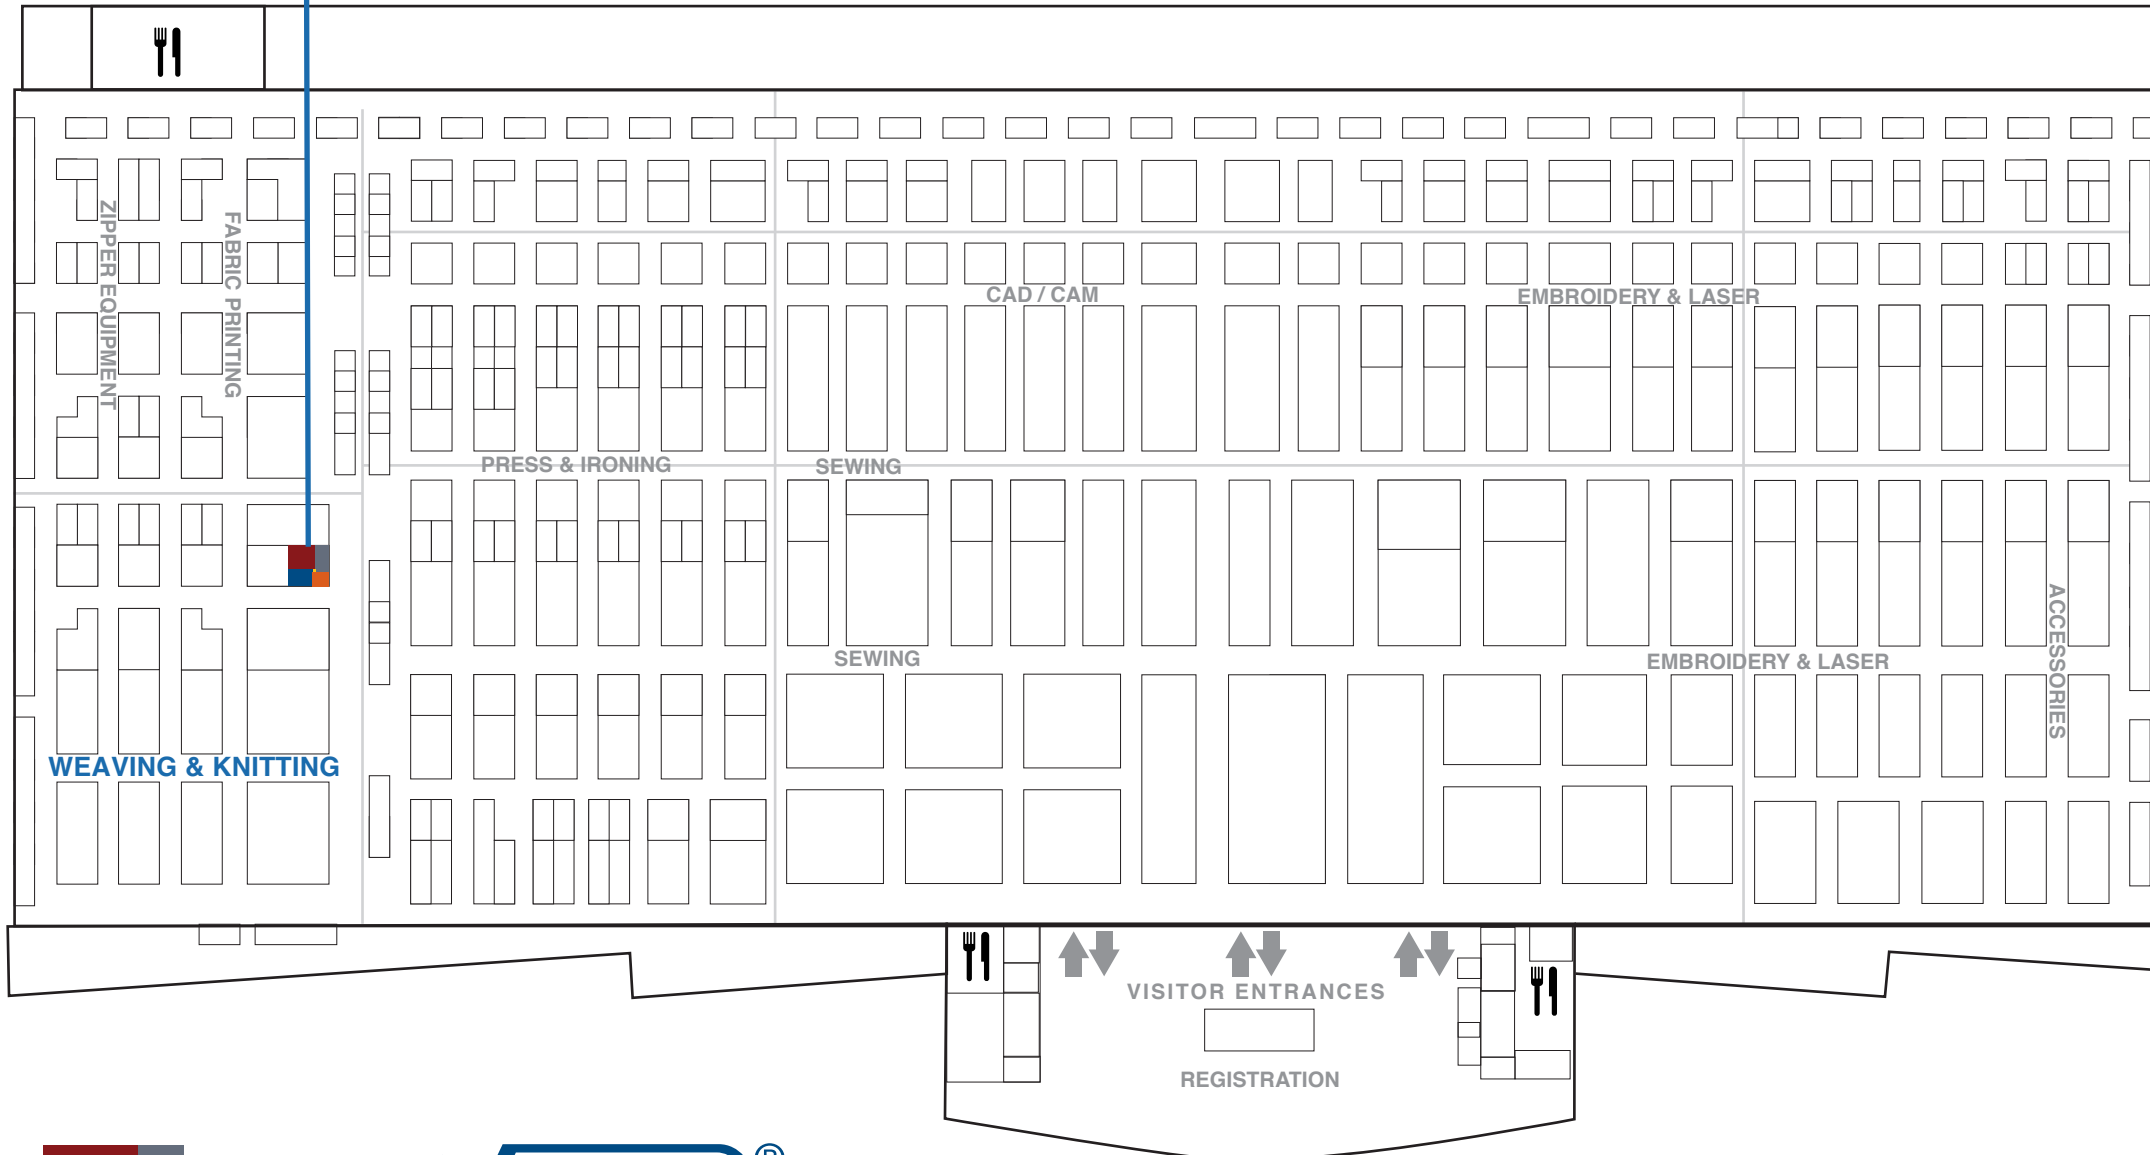 ZIPPER EQUIPMENT
FABRIC PRINTING
CAD / CAM
EMBROIDERY & LASER
PRESS & IRONING
SEWING
SEWING
EMBROIDERY & LASER
ACCESSORIES
WEAVING & KNITTING
VISITOR ENTRANCES
REGISTRATION
®